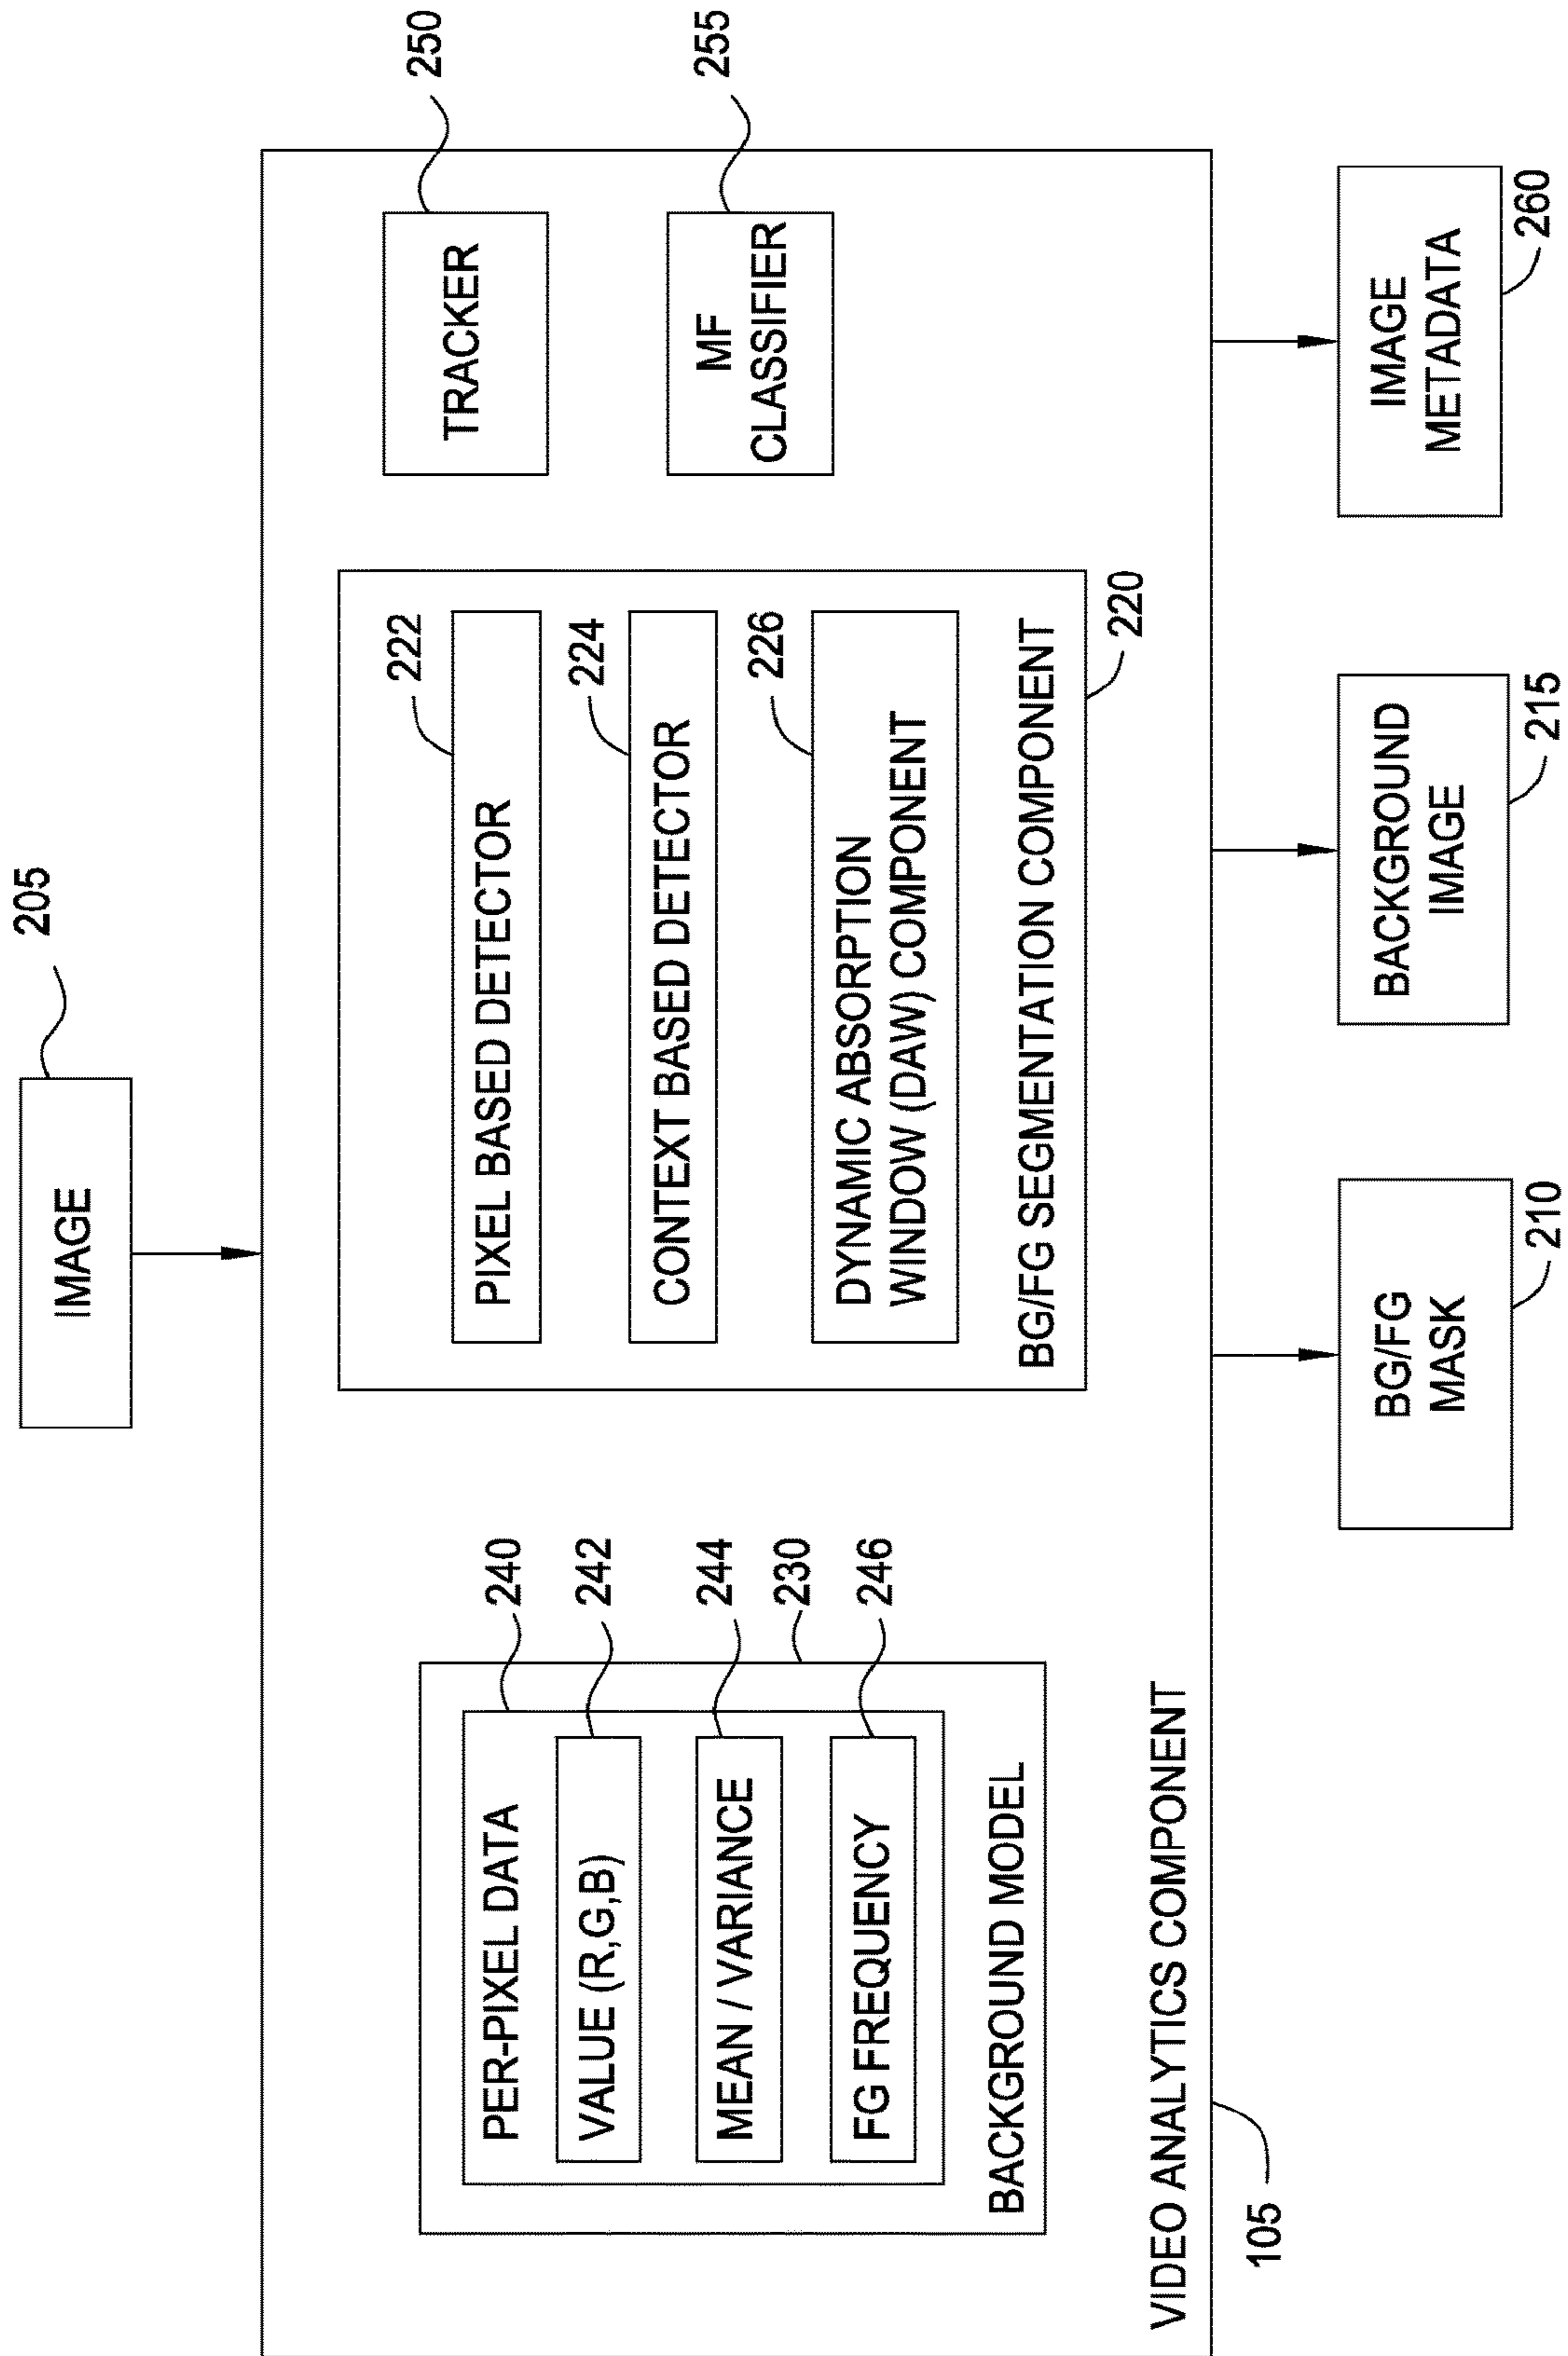 205
IMAGE
PER-PIXEL DATA
240
VALUE (R,G,B)
242
MEAN / VARIANCE
244
230
FG FREQUENCY
246
BACKGROUND MODEL
222
PIXEL BASED DETECTOR
224
CONTEXT BASED DETECTOR
226
DYNAMIC ABSORPTION
WINDOW (DAW) COMPONENT
BG/FG SEGMENTATION COMPONENT
220
TRACKER
250
MF
CLASSIFIER
255
VIDEO ANALYTICS COMPONENT
105
BG/FG
MASK
210
BACKGROUND
IMAGE
215
IMAGE
METADATA
260